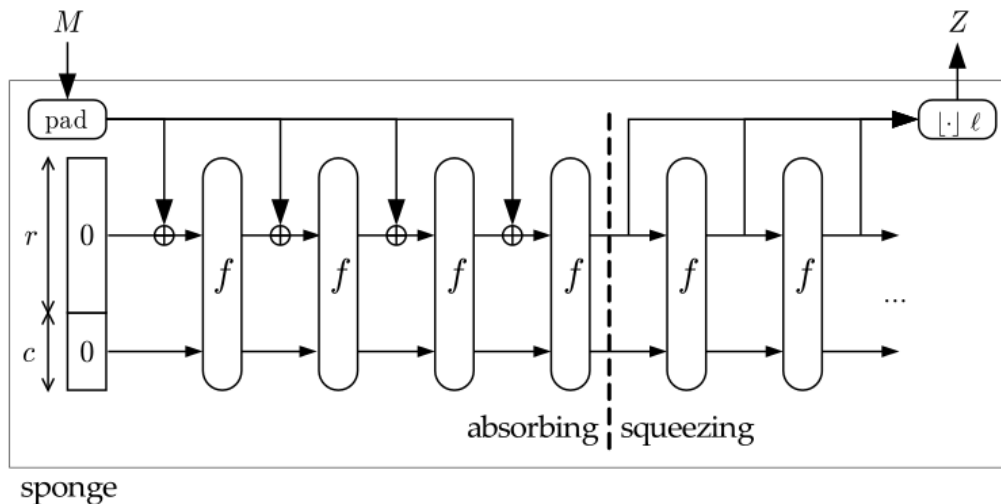 M Z
pad ⌊·⌋ ℓ
r 0 f f f f f f
c 0 ...
absorbing squeezing
sponge